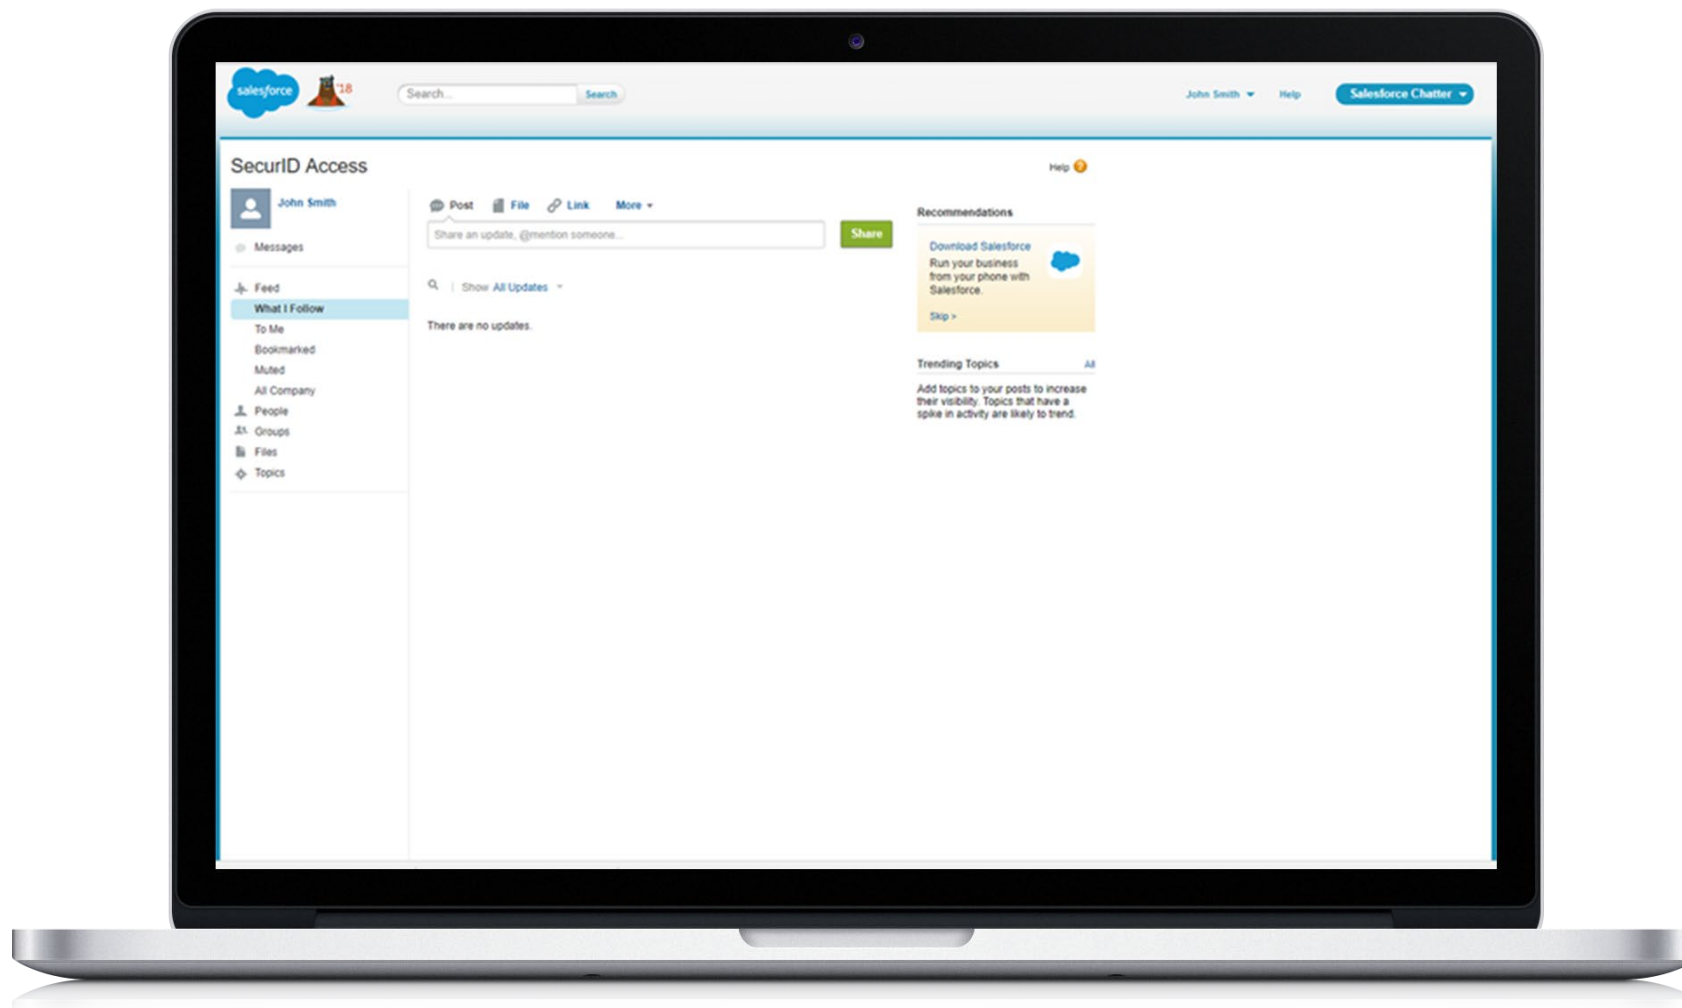 salesforce
'18
Search...
Search
John Smith
Help
Salesforce Chatter
SecurID Access
Help
John Smith
Messages
Feed
What I Follow
To Me
Bookmarked
Muted
All Company
People
Groups
Files
Topics
Post
File
Link
More
Share an update, @mention someone...
Share
Show All Updates
There are no updates.
Recommendations
Download Salesforce
Run your business
from your phone with
Salesforce.
Skip >
Trending Topics
All
Add topics to your posts to increase
their visibility. Topics that have a
spike in activity are likely to trend.